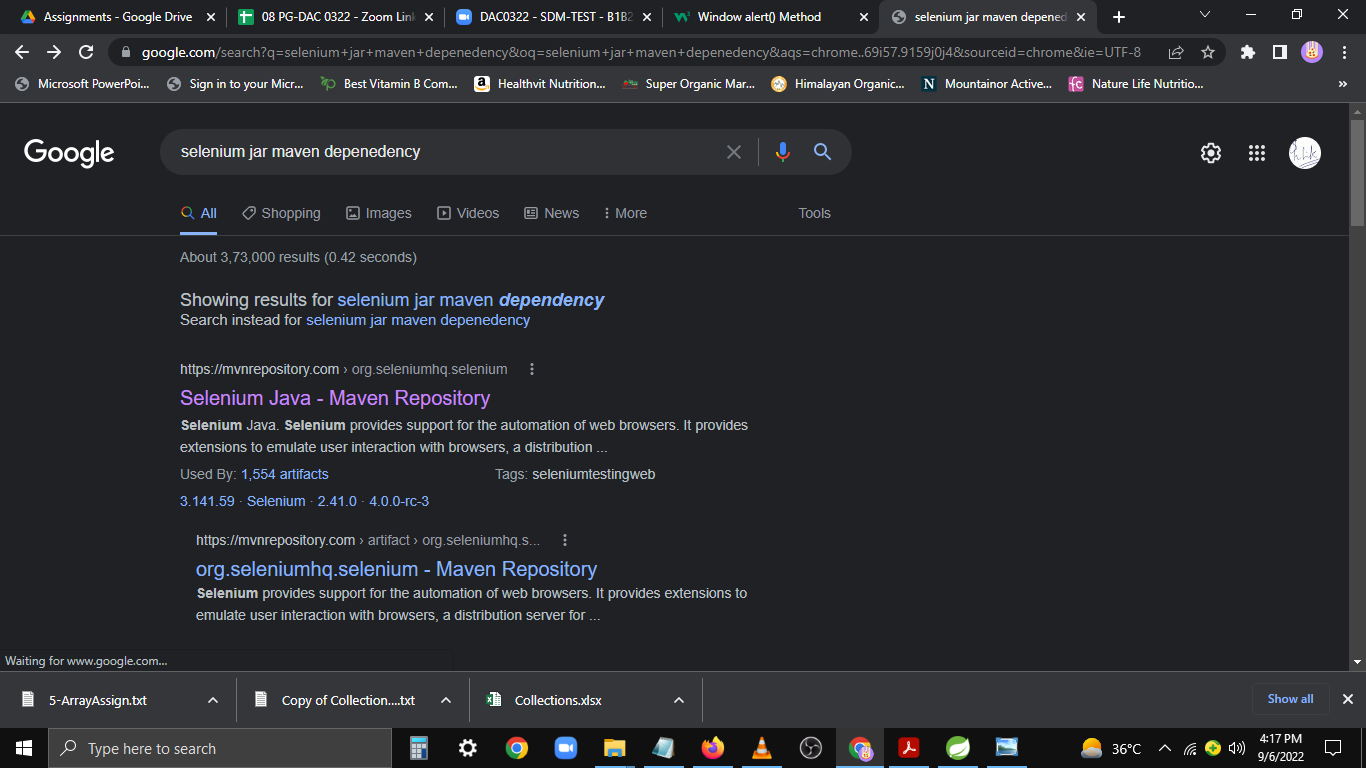 Assignments - Google Drive
08 PG-DAC 0322 - Zoom Link
DAC0322 - SDM-TEST - B1B2
Window alert() Method
selenium jar maven depened
google.com/search?q=selenium+jar+maven+depenedency&oq=selenium+jar+maven+depenedency&aqs=chrome..69i57.9159j0j4&sourceid=chrome&ie=UTF-8
Microsoft PowerPoi...
Sign in to your Micr...
Best Vitamin B Com...
Healthvit Nutrition...
Super Organic Mar...
Himalayan Organic...
Mountainor Active...
Nature Life Nutritio...
Google
selenium jar maven depenedency
All
Shopping
Images
Videos
News
More
Tools
About 3,73,000 results (0.42 seconds)
Showing results for selenium jar maven dependency
Search instead for selenium jar maven depenedency
https://mvnrepository.com › org.seleniumhq.selenium
Selenium Java - Maven Repository
Selenium Java. Selenium provides support for the automation of web browsers. It provides
extensions to emulate user interaction with browsers, a distribution ...
Used By: 1,554 artifacts
Tags: seleniumtestingweb
3.141.59 · Selenium · 2.41.0 · 4.0.0-rc-3
https://mvnrepository.com › artifact › org.seleniumhq.s...
org.seleniumhq.selenium - Maven Repository
Selenium provides support for the automation of web browsers. It provides extensions to
emulate user interaction with browsers, a distribution server for ...
Waiting for www.google.com...
5-ArrayAssign.txt
Copy of Collection....txt
Collections.xlsx
Show all
Type here to search
36°C
4:17 PM
9/6/2022